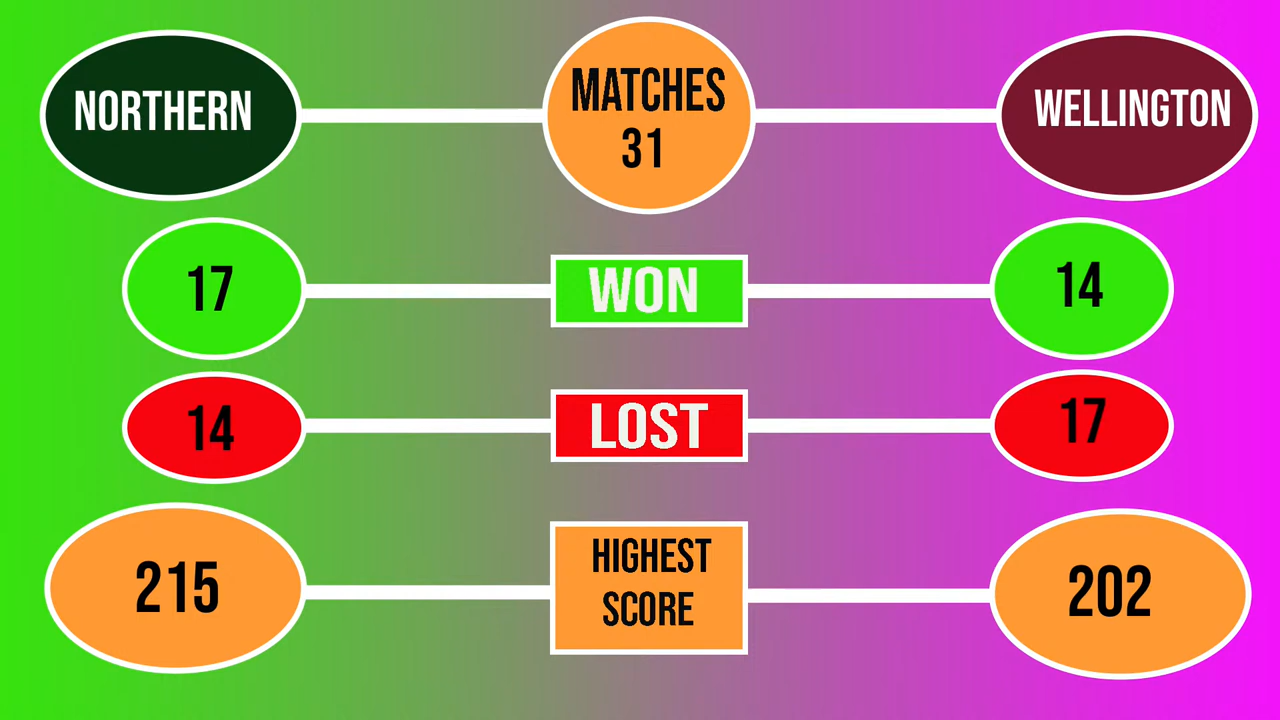 NORTHERN
MATCHES
31
WELLINGTON
17
WON
14
14
LOST
17
215
HIGHEST
SCORE
202